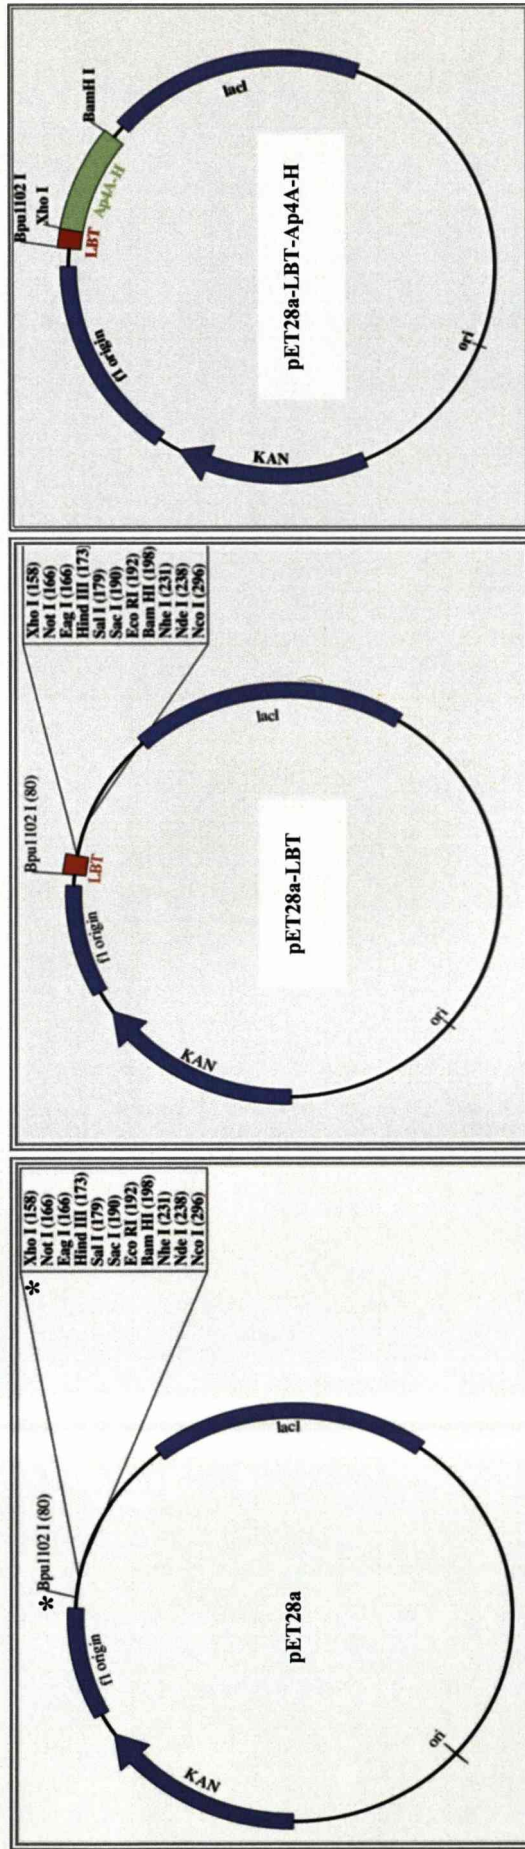 * Bpu1102 I (80)
* Xho I (158)
Not I (166)
Eag I (166)
Hind III (173)
Sal I (179)
Sac I (190)
Eco RI (192)
Bam HI (198)
Nhe I (231)
Nde I (238)
Nco I (296)
f1 origin
KAN
lacI
ori
pET28a
Bpu1102 I (80)
Xho I (158)
Not I (166)
Eag I (166)
Hind III (173)
Sal I (179)
Sac I (190)
Eco RI (192)
Bam HI (198)
Nhe I (231)
Nde I (238)
Nco I (296)
LBT
f1 origin
KAN
lacI
ori
pET28a-LBT
Bpu1102 I
Xho I
BamH I
LBT
Ap4A-H
f1 origin
KAN
lacI
ori
pET28a-LBT-Ap4A-H